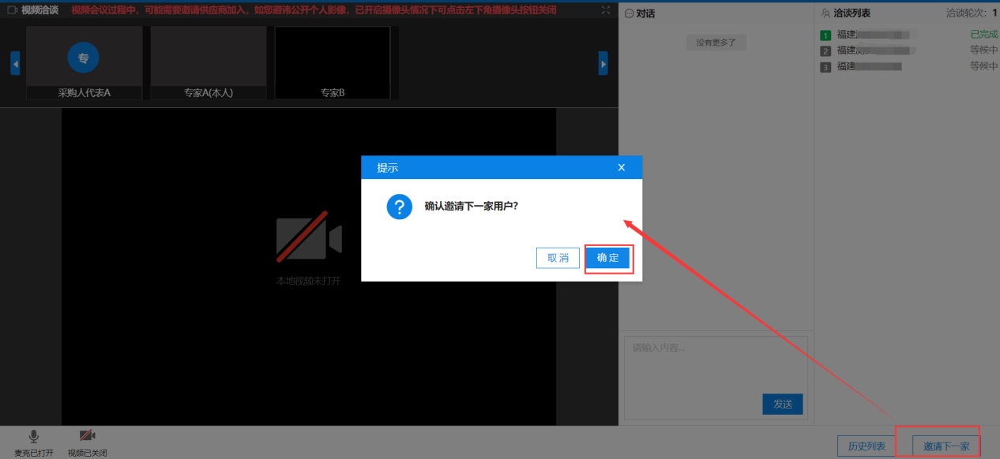 视频洽谈 视频会议过程中，可能需要邀请供应商加入，如您避讳公开个人影像，已开启摄像头情况下可点击左下角摄像头按钮关闭
专
采购人代表A 专家A(本人) 专家B
本地视频未打开
麦克已打开 视频已关闭
对话
没有更多了
请输入内容...
发送
洽谈列表 洽谈轮次: 1
1 福建 已完成
2 福建 等候中
3 福建 等候中
历史列表 邀请下一家
提示 X
? 确认邀请下一家用户?
取消 确定